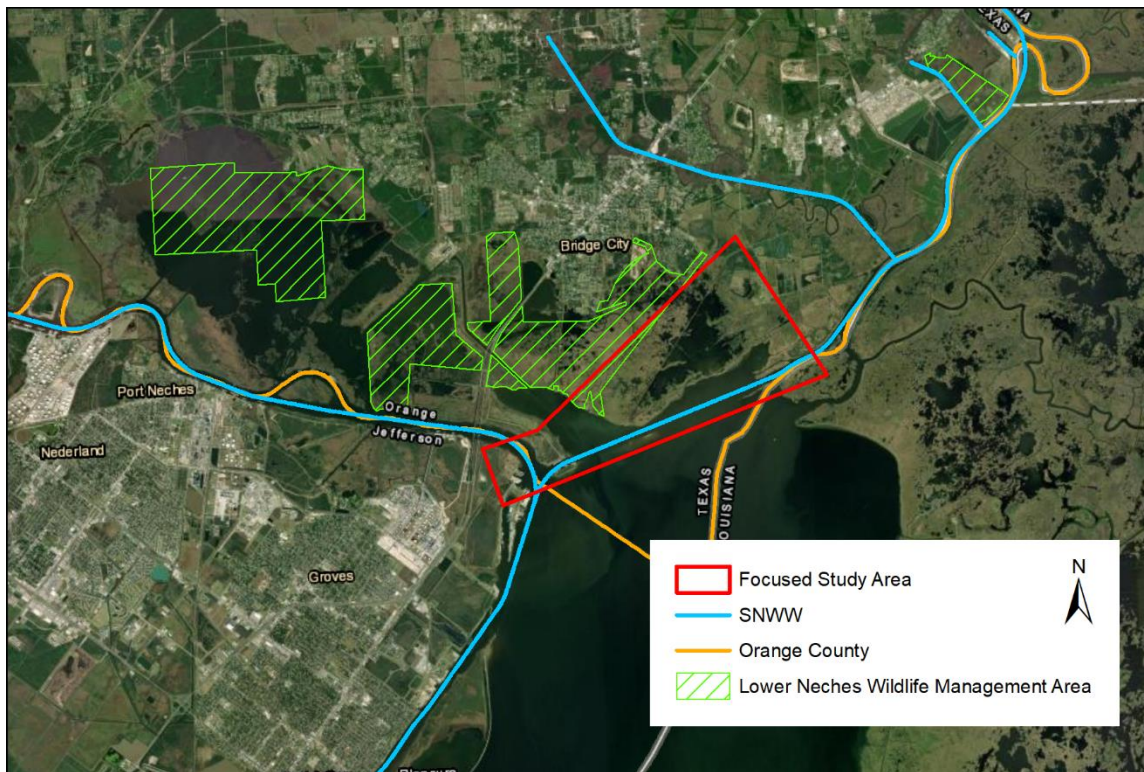 TEXAS
Bridge City
Port Neches
Orange
Jefferson
Nederland
TEXAS
OUISIANA
Groves
Focused Study Area
SNWW
Orange County
Lower Neches Wildlife Management Area
N